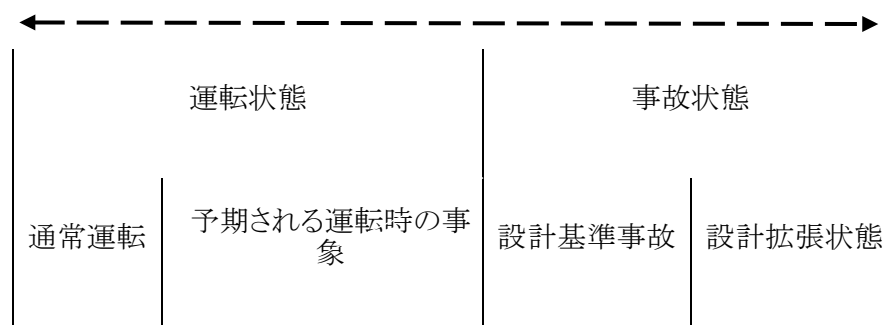 運転状態
事故状態
通常運転
予期される運転時の事
象
設計基準事故
設計拡張状態